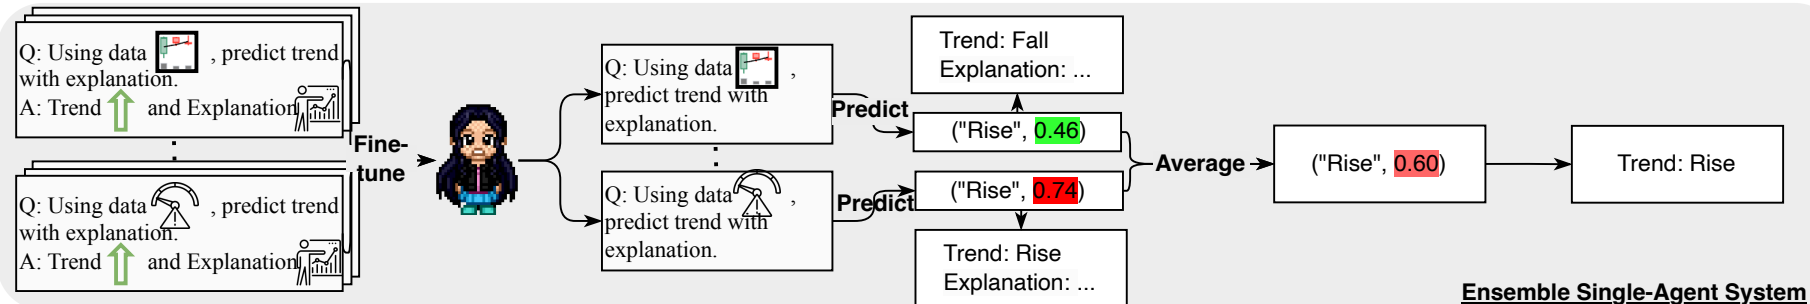 Q: Using data , predict trend
with explanation.
A: Trend and Explanation
Q: Using data , predict trend
with explanation.
A: Trend and Explanation
Fine-
tune
Q: Using data ,
predict trend with
explanation.
Q: Using data ,
predict trend with
explanation.
Predict
Predict
Trend: Fall
Explanation: ...
("Rise", 0.46)
("Rise", 0.74)
Trend: Rise
Explanation: ...
Average
("Rise", 0.60)
Trend: Rise
Ensemble Single-Agent System